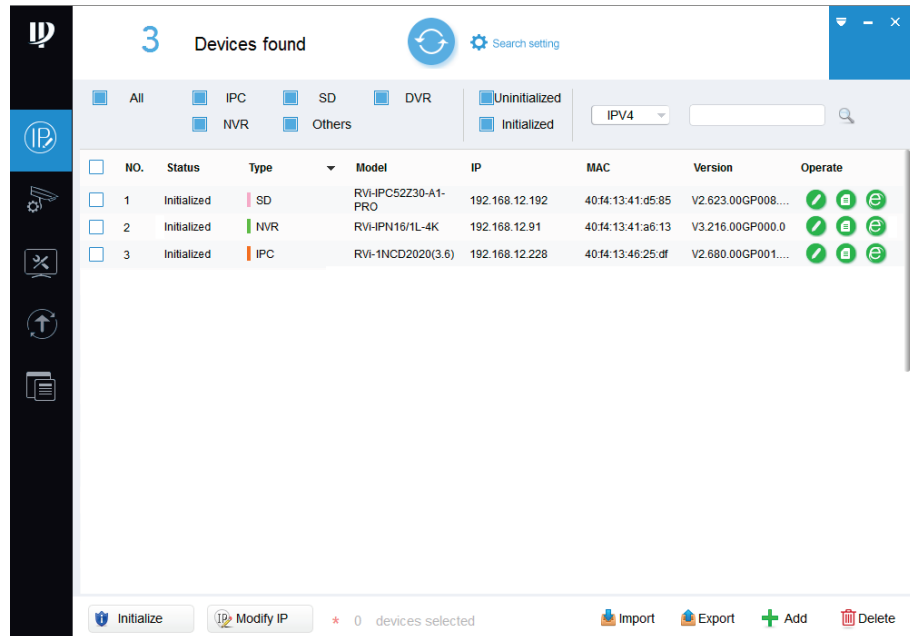 3 Devices found Search setting
All IPC SD DVR Uninitialized
NVR Others Initialized
IPV4
NO. Status Type Model IP MAC Version Operate
1 Initialized SD RVi-IPC52Z30-A1-PRO 192.168.12.192 40:f4:13:41:d5:85 V2.623.00GP008....
2 Initialized NVR RVi-IPN16/1L-4K 192.168.12.91 40:f4:13:41:a6:13 V3.216.00GP000.0
3 Initialized IPC RVi-1NCD2020(3.6) 192.168.12.228 40:f4:13:46:25:df V2.680.00GP001....
Initialize Modify IP * 0 devices selected Import Export Add Delete